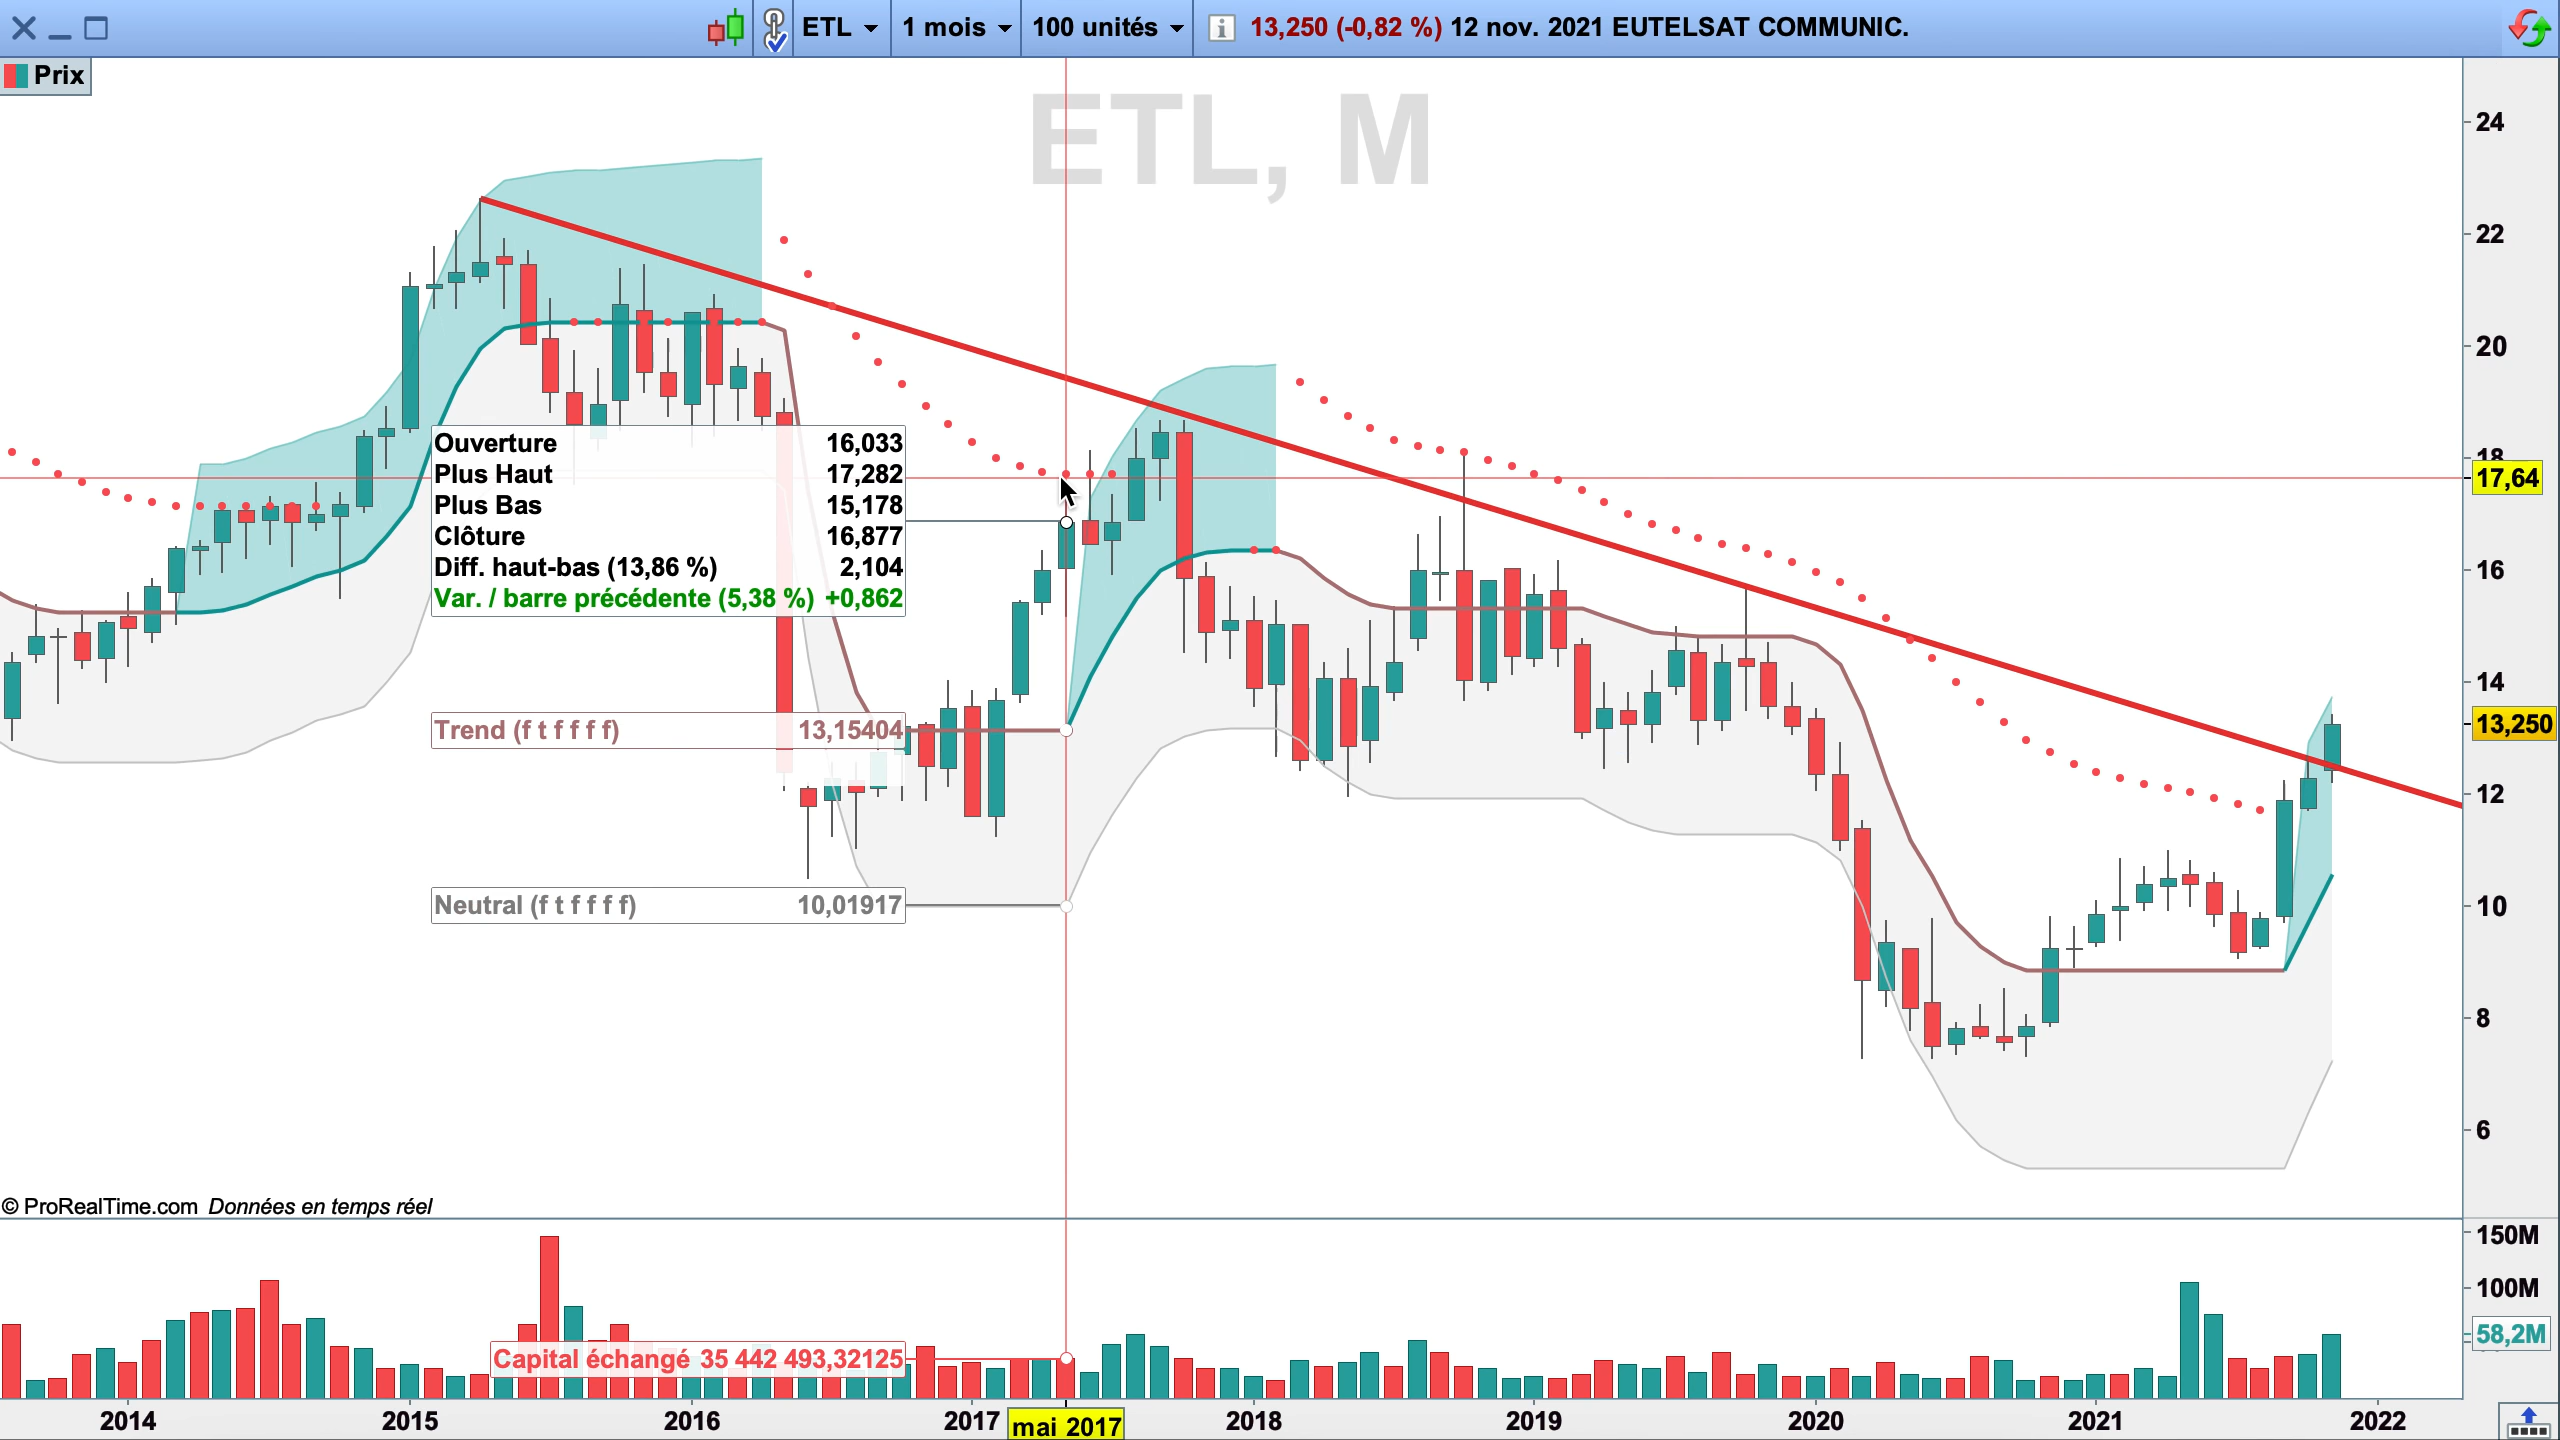 ETL 1 mois 100 unités 13,250 (-0,82 %) 12 nov. 2021 EUTELSAT COMMUNIC.
Prix
ETL, M
24
22
20
18
17,64
16
14
13,250
12
10
8
6
Ouverture 16,033
Plus Haut 17,282
Plus Bas 15,178
Clôture 16,877
Diff. haut-bas (13,86 %) 2,104
Var. / barre précédente (5,38 %) +0,862
Trend (f t f f f f) 13,15404
Neutral (f t f f f f) 10,01917
© ProRealTime.com Données en temps réel
150M
100M
58,2M
Capital échangé 35 442 493,32125
2014 2015 2016 2017 mai 2017 2018 2019 2020 2021 2022